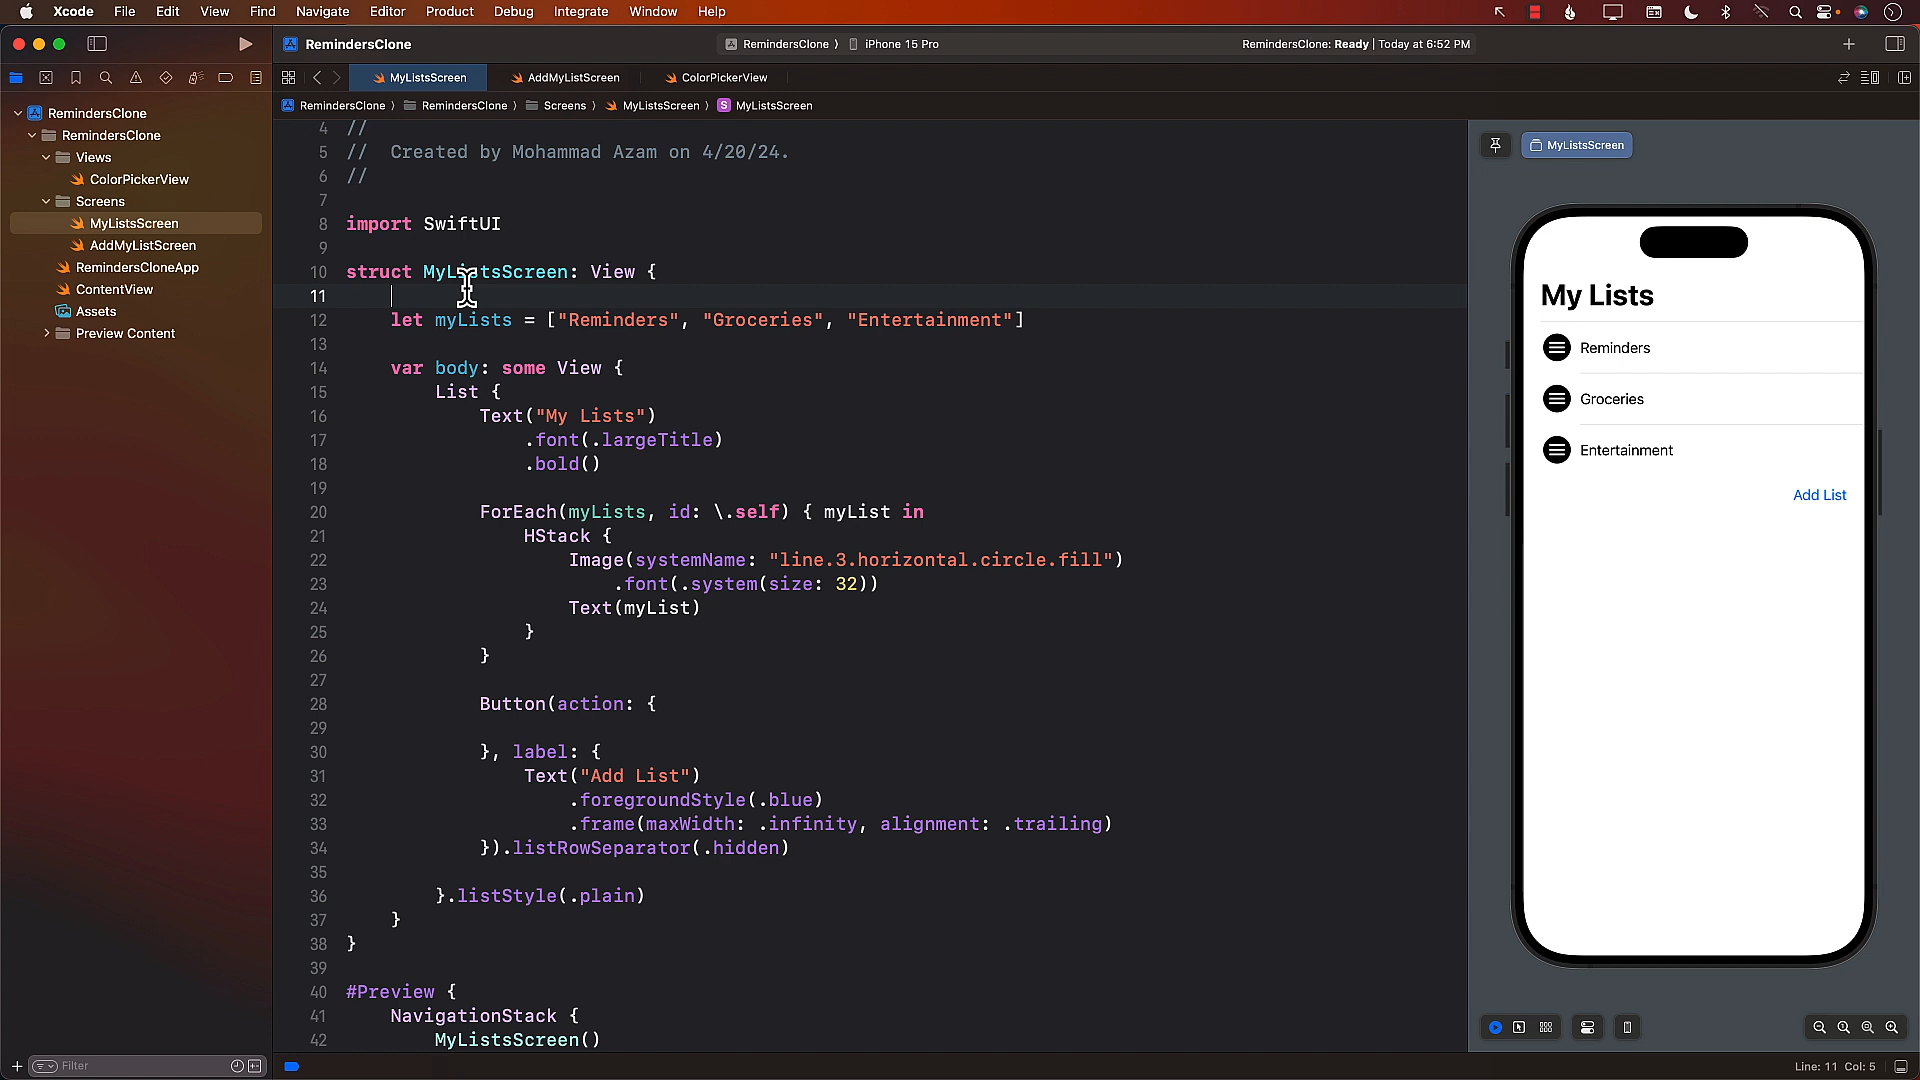 Xcode File Edit View Find Navigate Editor Product Debug Integrate Window Help
RemindersClone
RemindersClone 〉 iPhone 15 Pro
RemindersClone: Ready | Today at 6:52 PM
MyListsScreen AddMyListScreen ColorPickerView
RemindersClone 〉 RemindersClone 〉 Screens 〉 MyListsScreen 〉 S MyListsScreen
RemindersClone
RemindersClone
Views
ColorPickerView
Screens
MyListsScreen
AddMyListScreen
RemindersCloneApp
ContentView
Assets
Preview Content
Filter
4 //
5 //  Created by Mohammad Azam on 4/20/24.
6 //
7
8 import SwiftUI
9
10 struct MyListsScreen: View {
11
12 let myLists = ["Reminders", "Groceries", "Entertainment"]
13
14 var body: some View {
15 List {
16 Text("My Lists")
17 .font(.largeTitle)
18 .bold()
19
20 ForEach(myLists, id: \.self) { myList in
21 HStack {
22 Image(systemName: "line.3.horizontal.circle.fill")
23 .font(.system(size: 32))
24 Text(myList)
25 }
26 }
27
28 Button(action: {
29
30 }, label: {
31 Text("Add List")
32 .foregroundStyle(.blue)
33 .frame(maxWidth: .infinity, alignment: .trailing)
34 }).listRowSeparator(.hidden)
35
36 }.listStyle(.plain)
37 }
38 }
39
40 #Preview {
41 NavigationStack {
42 MyListsScreen()
MyListsScreen
My Lists
Reminders
Groceries
Entertainment
Add List
Line: 11 Col: 5